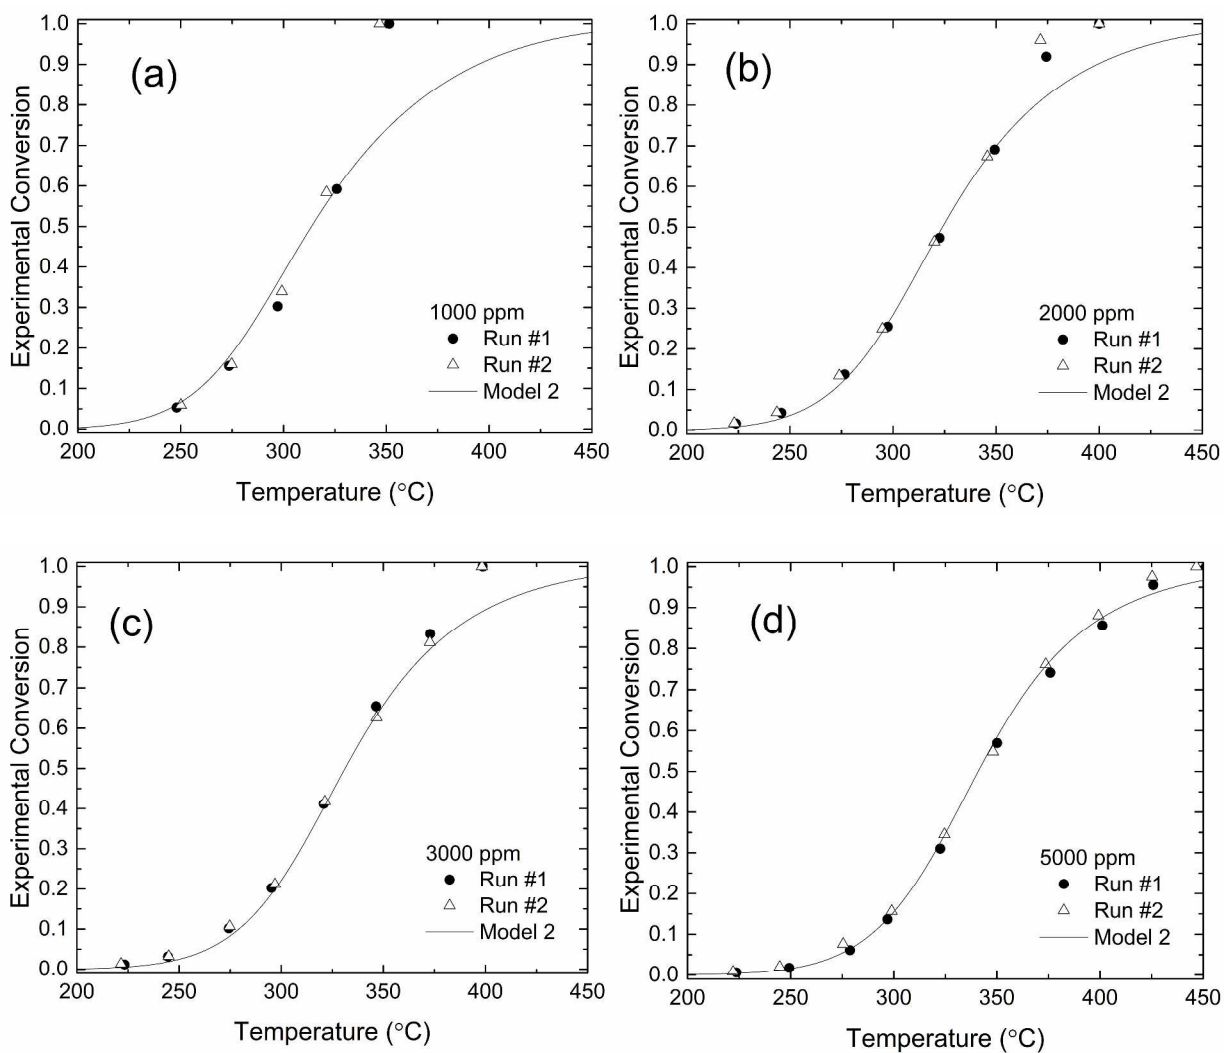 1.0
0.9
0.8
0.7
0.6
0.5
0.4
0.3
0.2
0.1
0.0
Experimental Conversion
(a)
1000 ppm
Run #1
Run #2
Model 2
200 250 300 350 400 450
Temperature (°C)
1.0
0.9
0.8
0.7
0.6
0.5
0.4
0.3
0.2
0.1
0.0
Experimental Conversion
(b)
2000 ppm
Run #1
Run #2
Model 2
200 250 300 350 400 450
Temperature (°C)
1.0
0.9
0.8
0.7
0.6
0.5
0.4
0.3
0.2
0.1
0.0
Experimental Conversion
(c)
3000 ppm
Run #1
Run #2
Model 2
200 250 300 350 400 450
Temperature (°C)
1.0
0.9
0.8
0.7
0.6
0.5
0.4
0.3
0.2
0.1
0.0
Experimental Conversion
(d)
5000 ppm
Run #1
Run #2
Model 2
200 250 300 350 400 450
Temperature (°C)